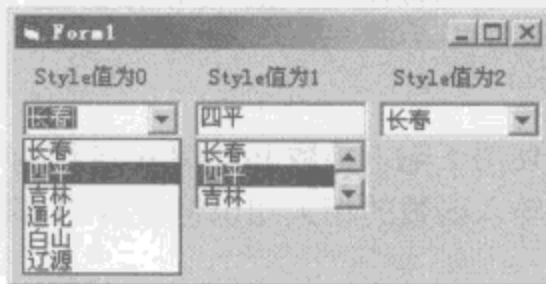 Form1
Style值为0
Style值为1
Style值为2
长春
四平
长春
长春
四平
吉林
通化
白山
辽源
长春
四平
吉林